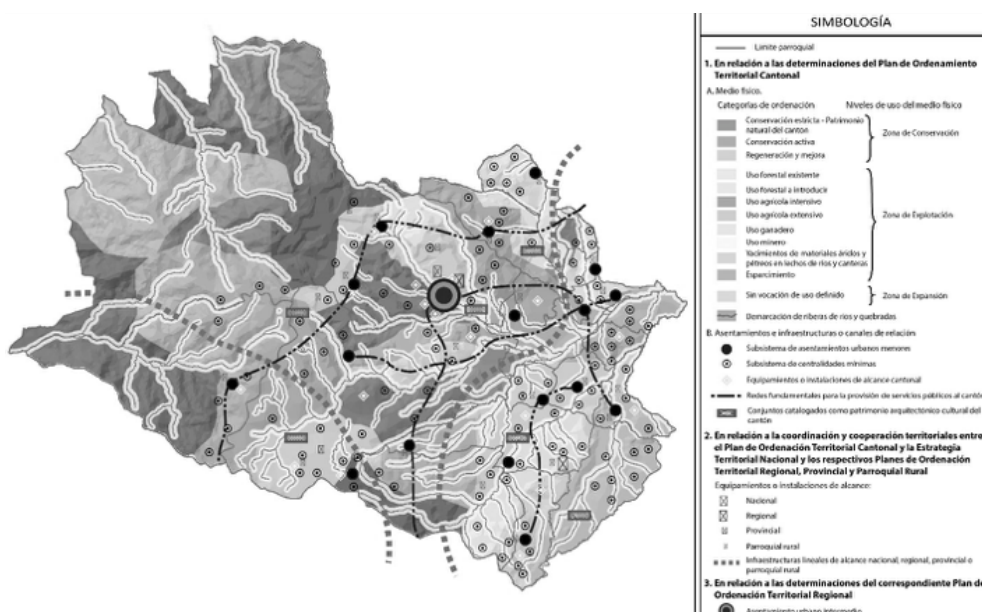 SIMBOLOGÍA
Límite parroquial
1. En relación a las determinaciones del Plan de Ordenamiento
Territorial Cantonal
A. Medio físico.
Categorías de ordenación Niveles de uso del medio físico
Conservación estricta - Patrimonio
natural del cantón
Conservación activa
Regeneración y mejora
Zona de Conservación
Uso forestal existente
Uso forestal a introducir
Uso agrícola intensivo
Uso agrícola extensivo
Uso ganadero
Uso minero
Yacimientos de materiales áridos y
pétreos en lechos de ríos y canteras
Esparcimiento
Zona de Explotación
Sin vocación de uso definido
Zona de Expansión
Demarcación de riberas de ríos y quebradas
B. Asentamientos e infraestructuras o canales de relación
Subsistema de asentamientos urbanos menores
Subsistema de centralidades mínimas
Equipamientos o instalaciones de alcance cantonal
Redes fundamentales para la provisión de servicios públicos al cantón
Conjuntos catalogados como patrimonio arquitectónico cultural del
cantón
2. En relación a la coordinación y cooperación territoriales entre
el Plan de Ordenación Territorial Cantonal y la Estrategia
Territorial Nacional y los respectivos Planes de Ordenación
Territorial Regional, Provincial y Parroquial Rural
Equipamientos o instalaciones de alcance:
Nacional
Regional
Provincial
Parroquial rural
Infraestructuras lineales de alcance nacional, regional, provincial o
parroquial rural
3. En relación a las determinaciones del correspondiente Plan de
Ordenación Territorial Regional
Asentamiento urbano intermedio